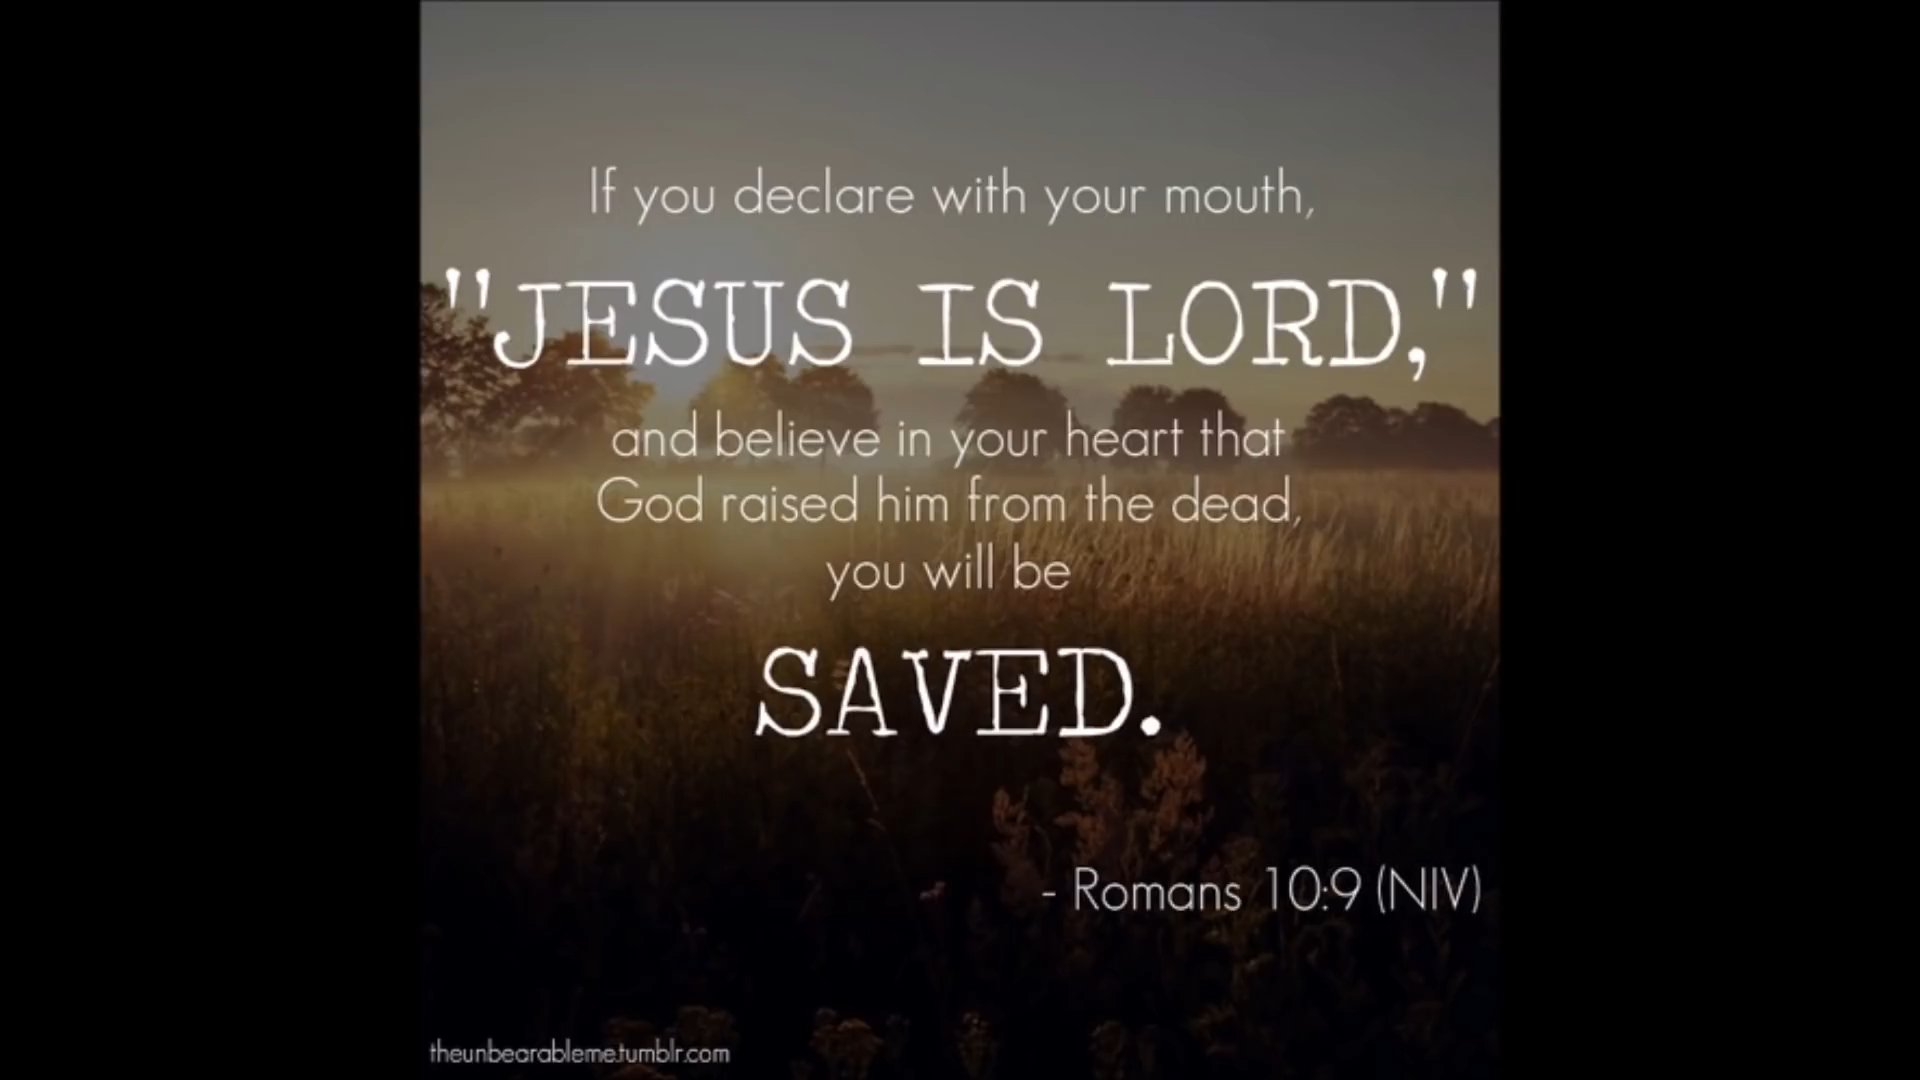 If you declare with your mouth,
"JESUS IS LORD,"
and believe in your heart that
God raised him from the dead,
you will be
SAVED.
- Romans 10:9 (NIV)
theunbearableme.tumblr.com